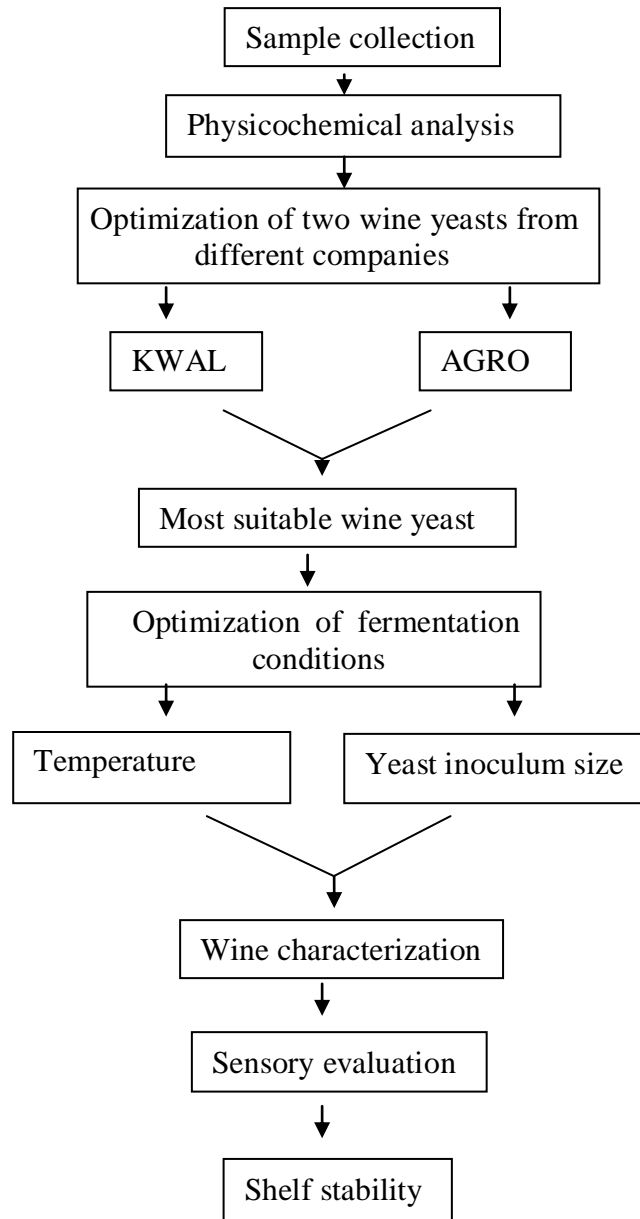 Sample collection
Physicochemical analysis
Optimization of two wine yeasts from
different companies
KWAL
AGRO
Most suitable wine yeast
Optimization of fermentation
conditions
Temperature
Yeast inoculum size
Wine characterization
Sensory evaluation
Shelf stability